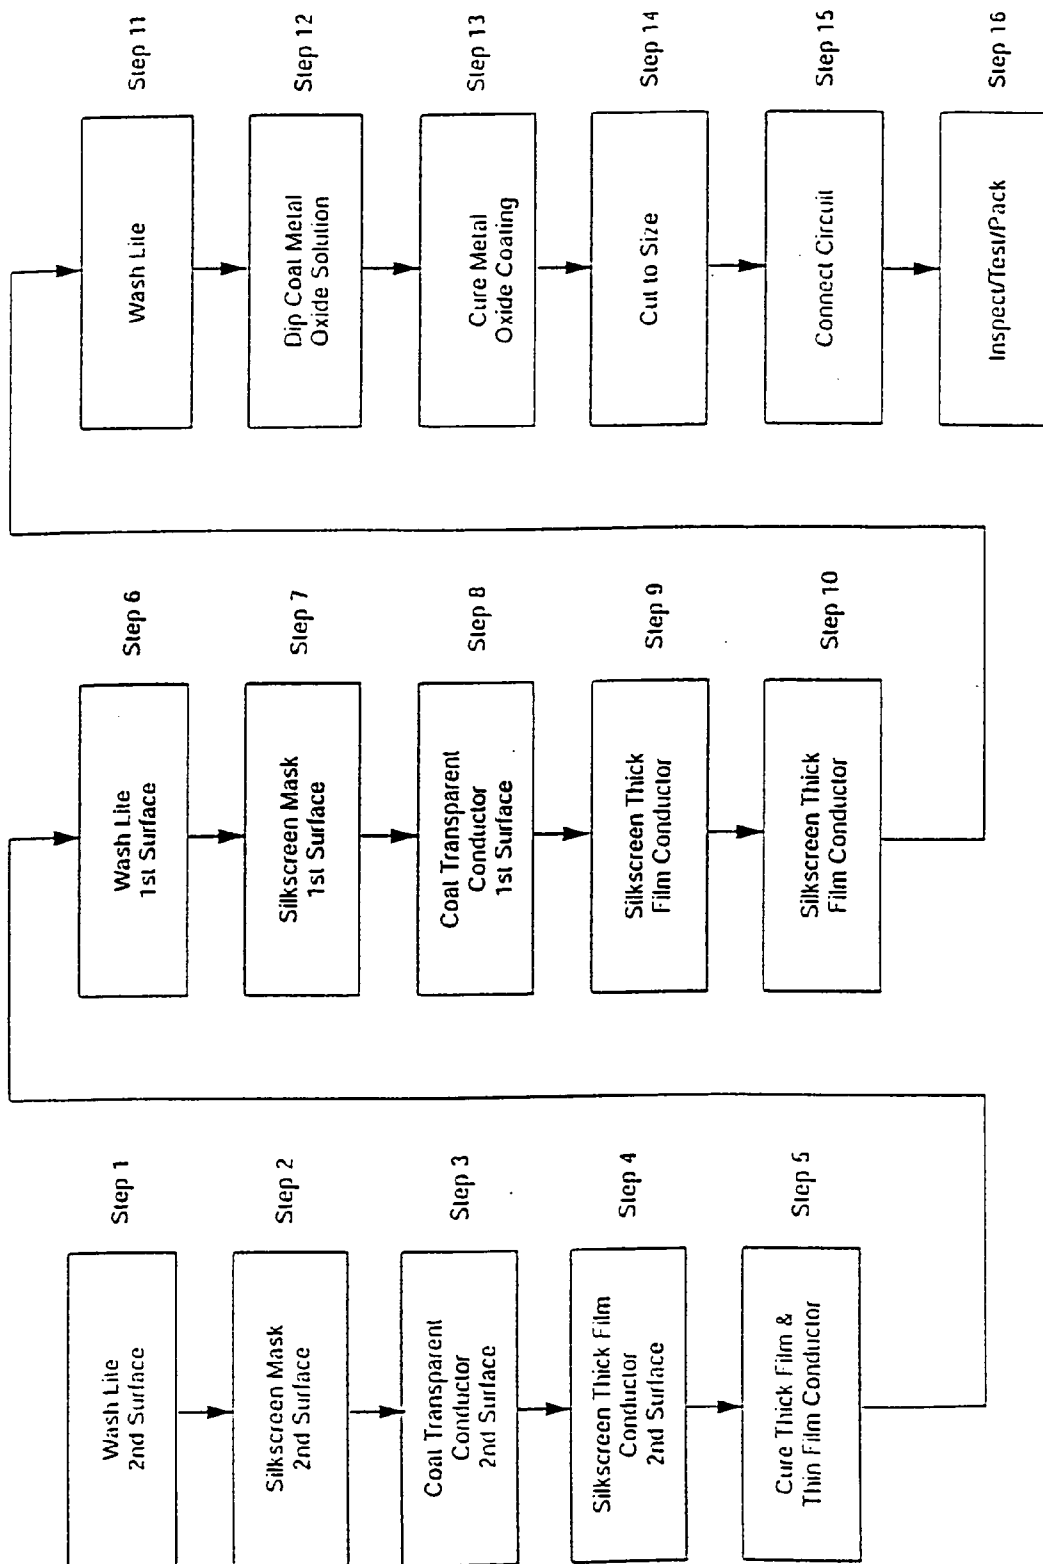 Step 1
Wash Lite
2nd Surface
Step 2
Silkscreen Mask
2nd Surface
Step 3
Coat Transparent
Conductor
2nd Surface
Step 4
Silkscreen Thick Film
Conductor
2nd Surface
Step 5
Cure Thick Film &
Thin Film Conductor
Step 6
Wash Lite
1st Surface
Step 7
Silkscreen Mask
1st Surface
Step 8
Coat Transparent
Conductor
1st Surface
Step 9
Silkscreen Thick
Film Conductor
Step 10
Silkscreen Thick
Film Conductor
Step 11
Wash Lite
Step 12
Dip Coat Metal
Oxide Solution
Step 13
Cure Metal
Oxide Coating
Step 14
Cut to Size
Step 15
Connect Circuit
Step 16
Inspect/Test/Pack